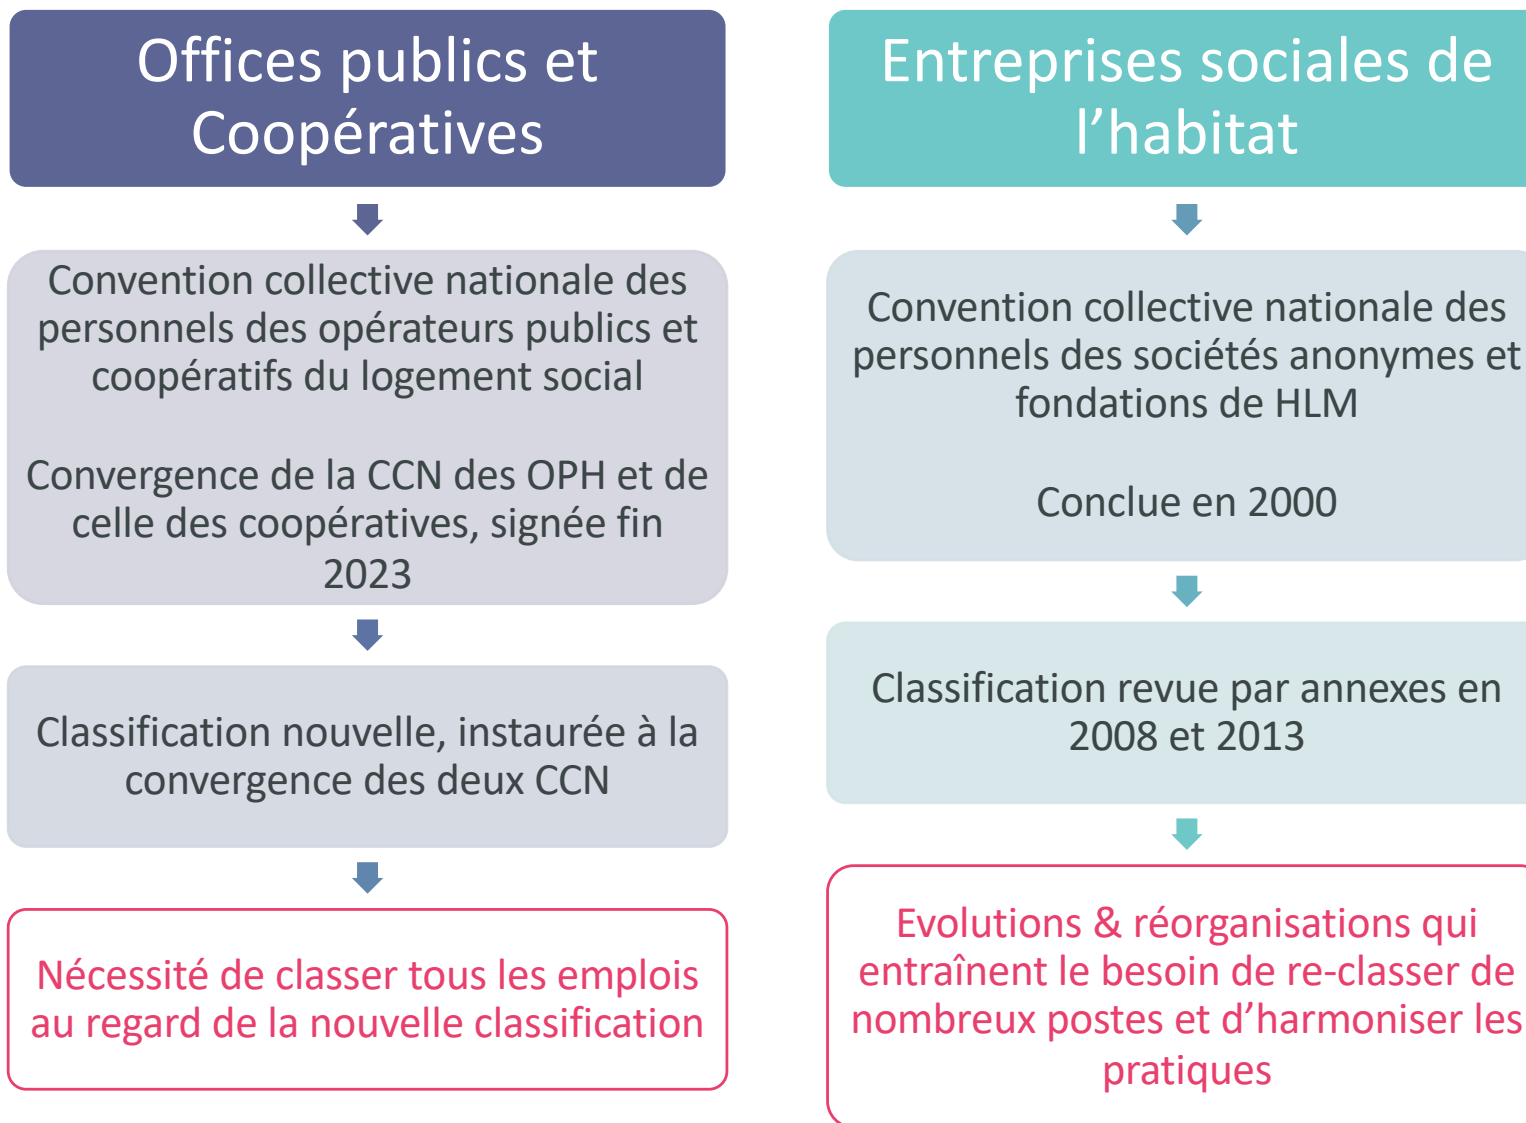 Offices publics et
Coopératives
Convention collective nationale des
personnels des opérateurs publics et
coopératifs du logement social
Convergence de la CCN des OPH et de
celle des coopératives, signée fin
2023
Classification nouvelle, instaurée à la
convergence des deux CCN
Nécessité de classer tous les emplois
au regard de la nouvelle classification
Entreprises sociales de
l’habitat
Convention collective nationale des
personnels des sociétés anonymes et
fondations de HLM
Conclue en 2000
Classification revue par annexes en
2008 et 2013
Evolutions & réorganisations qui
entraînent le besoin de re-classer de
nombreux postes et d’harmoniser les
pratiques